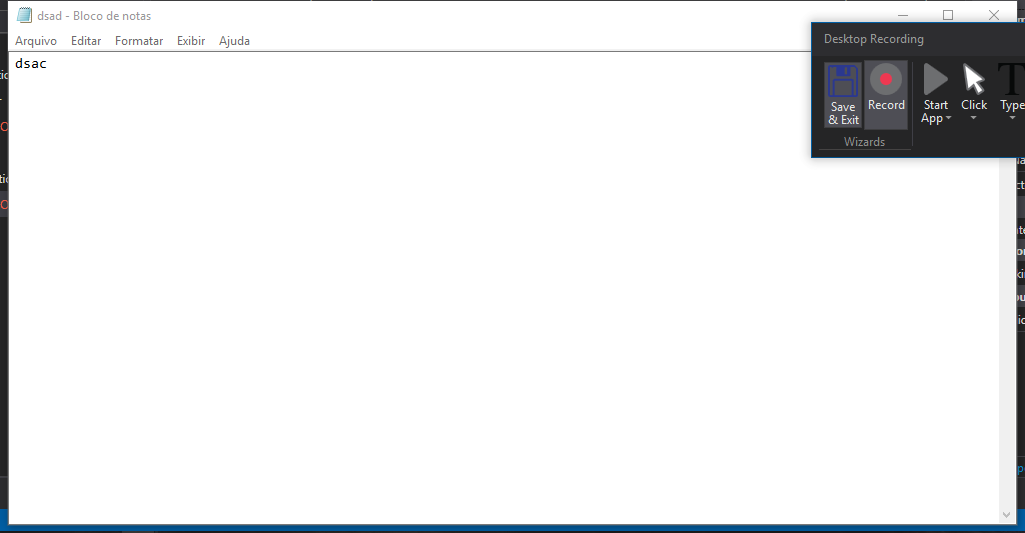 dsad - Bloco de notas
Arquivo Editar Formatar Exibir Ajuda
dsac
Desktop Recording
Save & Exit
Record
Start App
Click
Type
Wizards